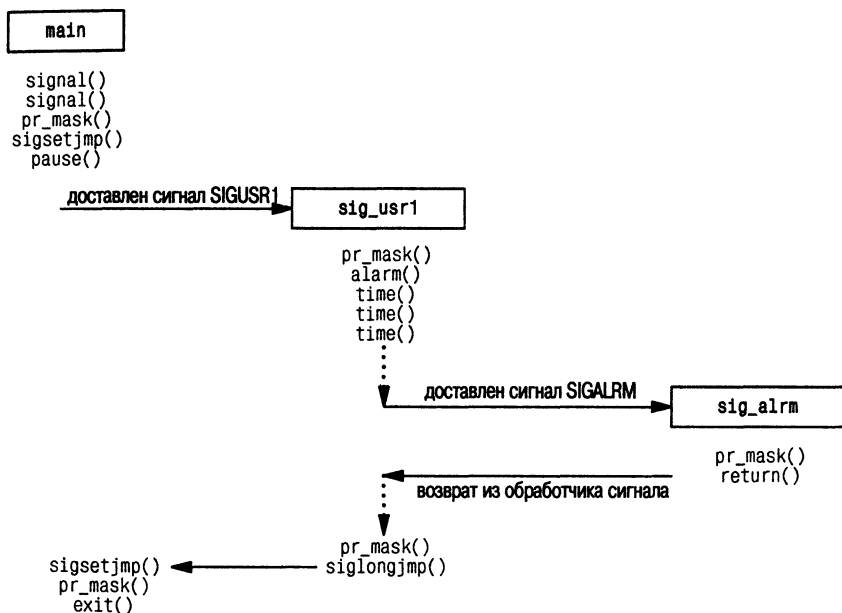 main
signal()
signal()
pr_mask()
sigsetjmp()
pause()
доставлен сигнал SIGUSR1
sig_usr1
pr_mask()
alarm()
time()
time()
time()
доставлен сигнал SIGALRM
sig_alrm
pr_mask()
return()
возврат из обработчика сигнала
pr_mask()
siglongjmp()
sigsetjmp()
pr_mask()
exit()